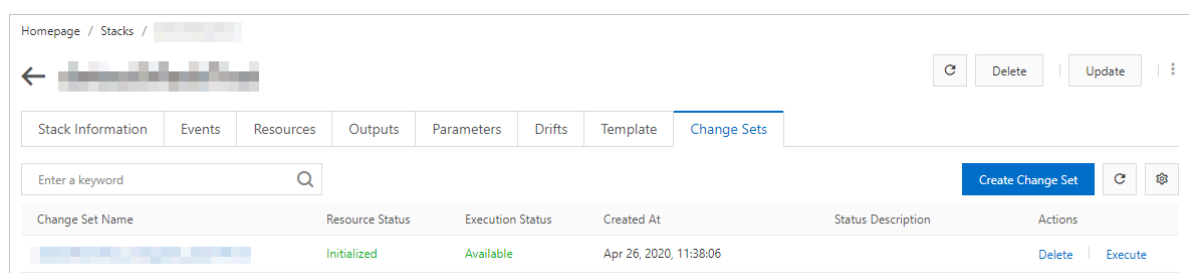 Homepage / Stacks /
Delete Update
Stack Information Events Resources Outputs Parameters Drifts Template Change Sets
Enter a keyword Create Change Set
Change Set Name Resource Status Execution Status Created At Status Description Actions
Initialized Available Apr 26, 2020, 11:38:06 Delete Execute